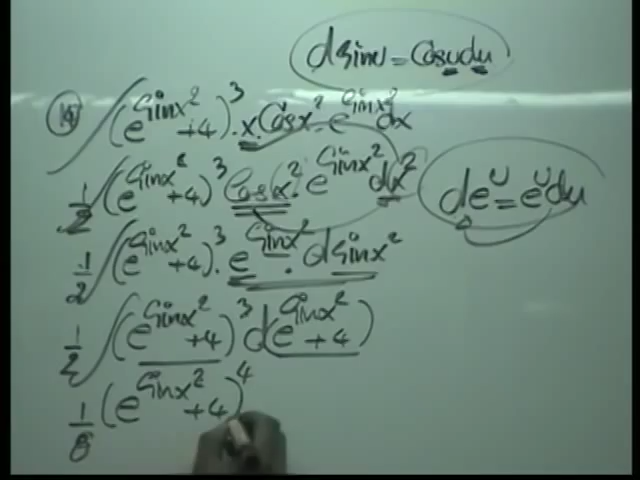 d sinu = cosu du
14 ∫(e^sinx² + 4)³ · x · cosx² · e^sinx² dx
1/2 ∫(e^sinx² + 4)³ cosx² · e^sinx² dx²
de^u = e^u du
1/2 ∫(e^sinx² + 4)³ · e^sinx² · d sinx²
1/2 ∫(e^sinx² + 4)³ d(e^sinx² + 4)
1/8 (e^sinx² + 4)⁴